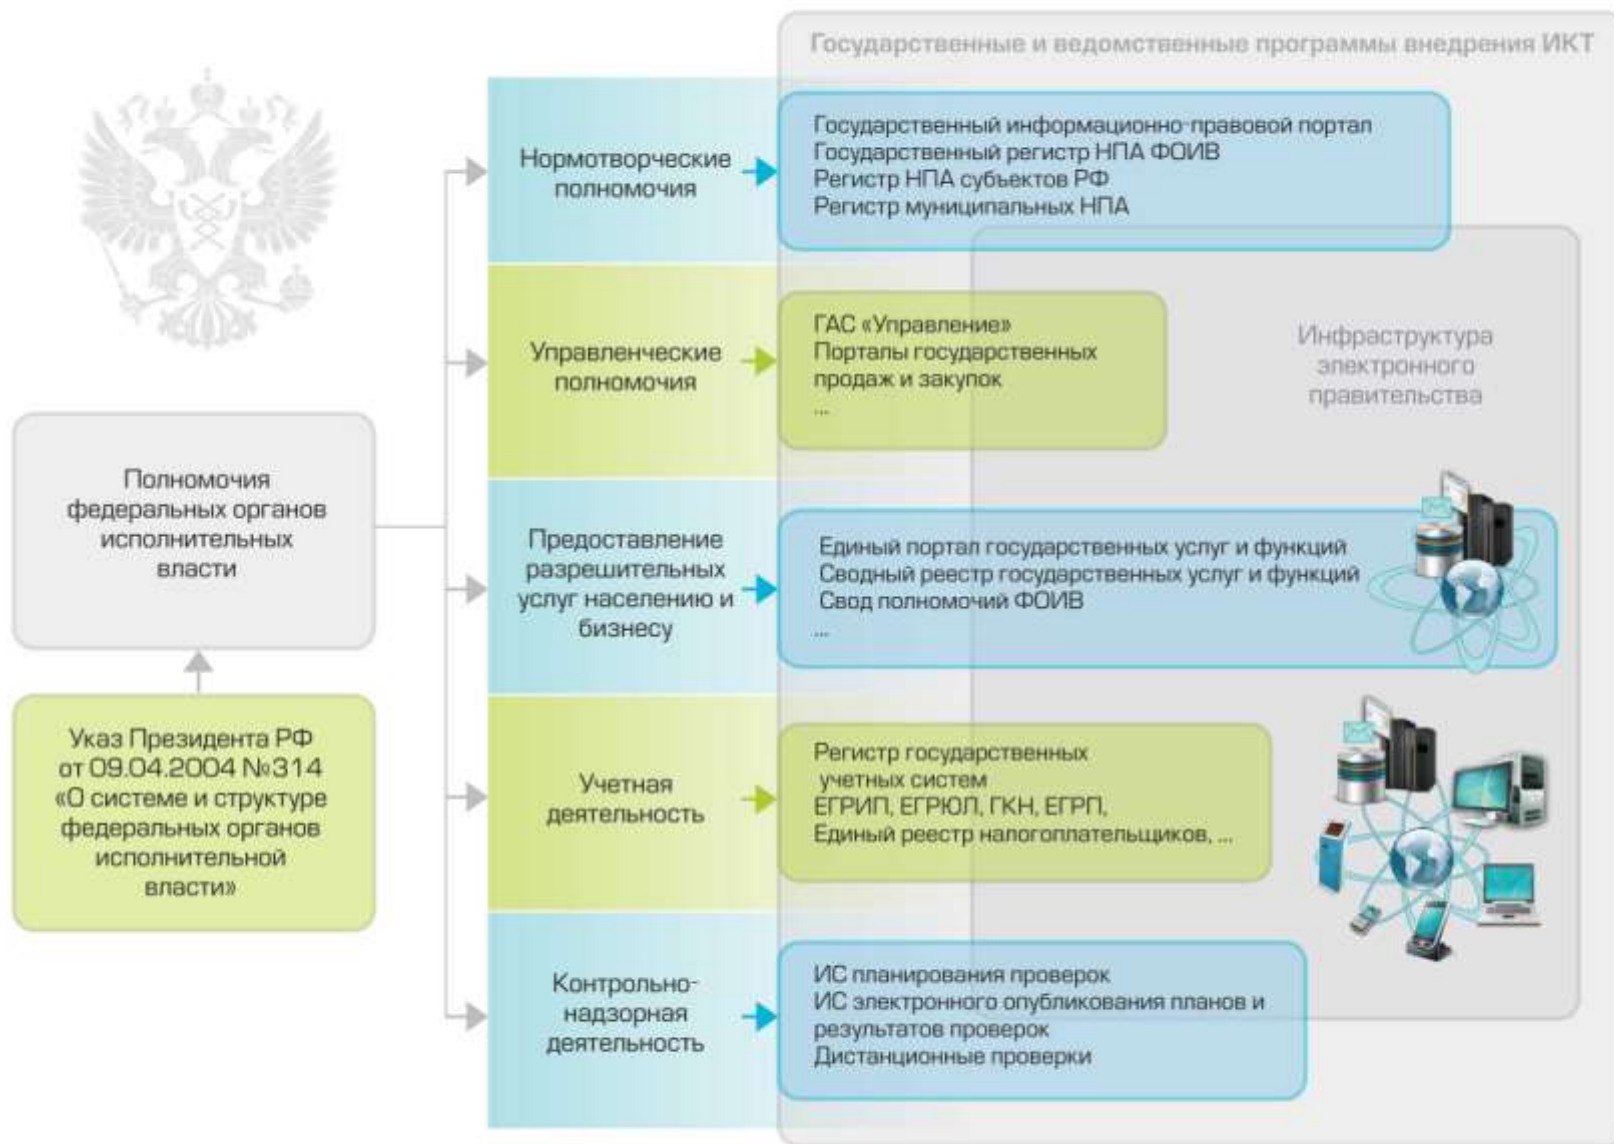 Государственные и ведомственные программы внедрения ИКТ
Нормотворческие
полномочия
Государственный информационно-правовой портал
Государственный регистр НПА ФОИВ
Регистр НПА субъектов РФ
Регистр муниципальных НПА
Управленческие
полномочия
ГАС «Управление»
Порталы государственных
продаж и закупок
...
Инфраструктура
электронного
правительства
Полномочия
федеральных органов
исполнительных
власти
Предоставление
разрешительных
услуг населению и
бизнесу
Единый портал государственных услуг и функций
Сводный реестр государственных услуг и функций
Свод полномочий ФОИВ
...
Указ Президента РФ
от 09.04.2004 №314
«О системе и структуре
федеральных органов
исполнительной
власти»
Учетная
деятельность
Регистр государственных
учетных систем
ЕГРИП, ЕГРЮЛ, ГКН, ЕГРП,
Единый реестр налогоплательщиков, ...
Контрольно-
надзорная
деятельность
ИС планирования проверок
ИС электронного опубликования планов и
результатов проверок
Дистанционные проверки